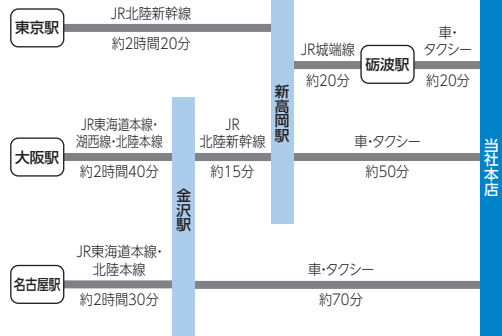 東京駅
JR北陸新幹線
約2時間20分
新高岡駅
JR城端線
約20分
砺波駅
車・
タクシー
約20分
大阪駅
JR東海道本線・
湖西線・北陸本線
約2時間40分
金沢駅
JR
北陸新幹線
約15分
車・タクシー
約50分
当社本店
名古屋駅
JR東海道本線・
北陸本線
約2時間30分
車・タクシー
約70分